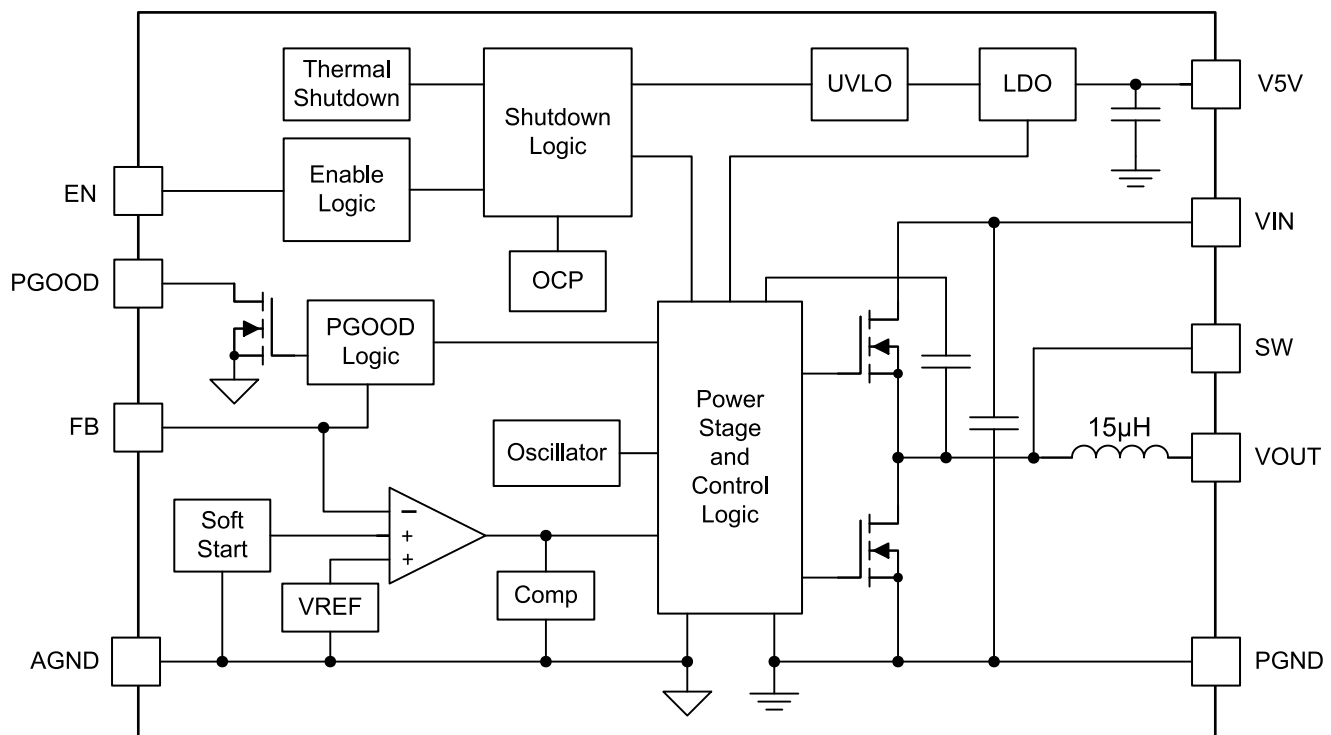 Thermal
Shutdown
Shutdown
Logic
UVLO
LDO
V5V
EN
Enable
Logic
VIN
PGOOD
OCP
PGOOD
Logic
SW
FB
Oscillator
Power
Stage
and
Control
Logic
15µH
VOUT
Soft
Start
−
+
+
VREF
Comp
AGND
PGND